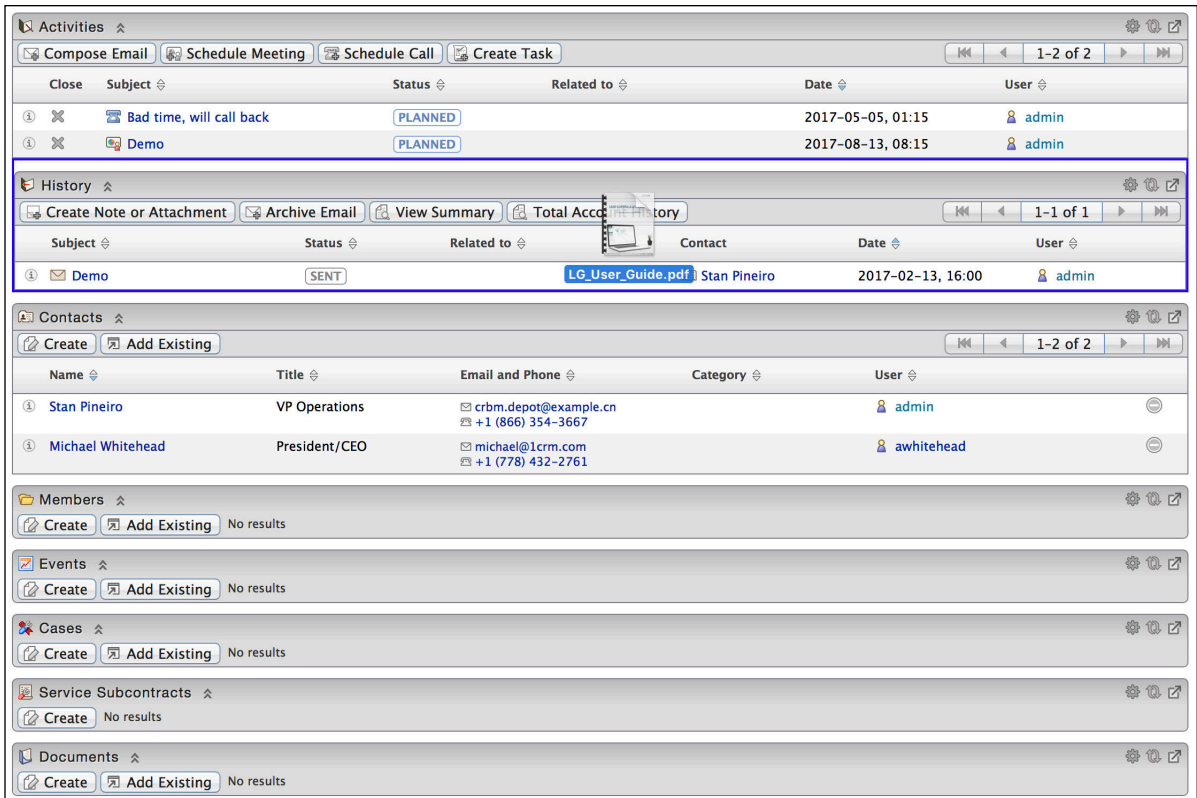 Activities
Compose Email Schedule Meeting Schedule Call Create Task 1-2 of 2
Close Subject Status Related to Date User
Bad time, will call back PLANNED 2017-05-05, 01:15 admin
Demo PLANNED 2017-08-13, 08:15 admin
History
Create Note or Attachment Archive Email View Summary Total Account History 1-1 of 1
Subject Status Related to Contact Date User
Demo SENT LG_User_Guide.pdf Stan Pineiro 2017-02-13, 16:00 admin
Contacts
Create Add Existing 1-2 of 2
Name Title Email and Phone Category User
Stan Pineiro VP Operations crbm.depot@example.cn admin
+1 (866) 354-3667
Michael Whitehead President/CEO michael@1crm.com awhitehead
+1 (778) 432-2761
Members
Create Add Existing No results
Events
Create Add Existing No results
Cases
Create Add Existing No results
Service Subcontracts
Create No results
Documents
Create Add Existing No results